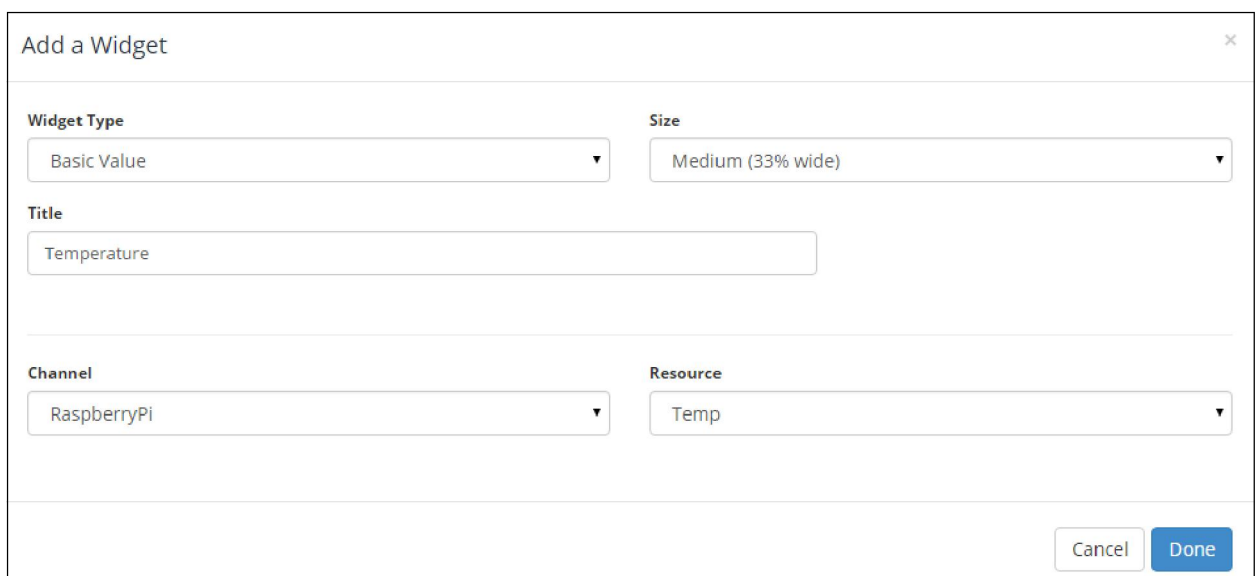 Add a Widget ×
Widget Type Size
Basic Value Medium (33% wide)
Title
Temperature
Channel Resource
RaspberryPi Temp
Cancel Done